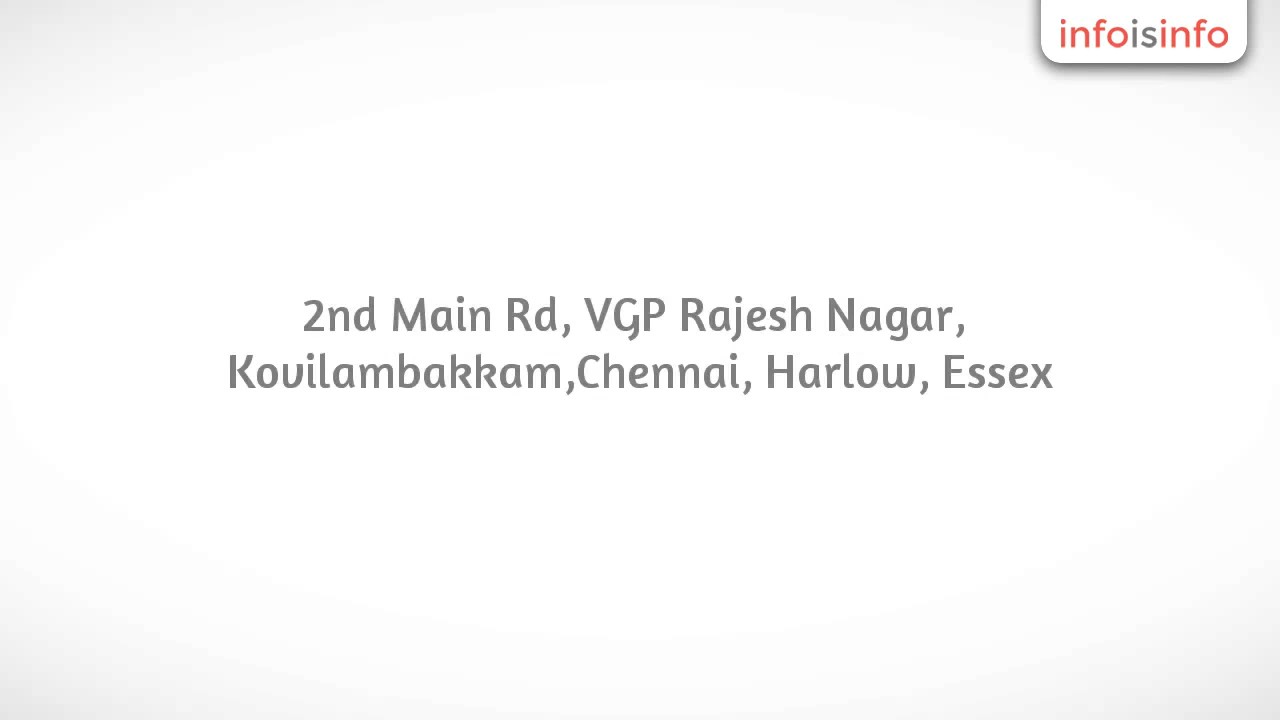 infoisinfo
2nd Main Rd, VGP Rajesh Nagar,
Kovilambakkam,Chennai, Harlow, Essex